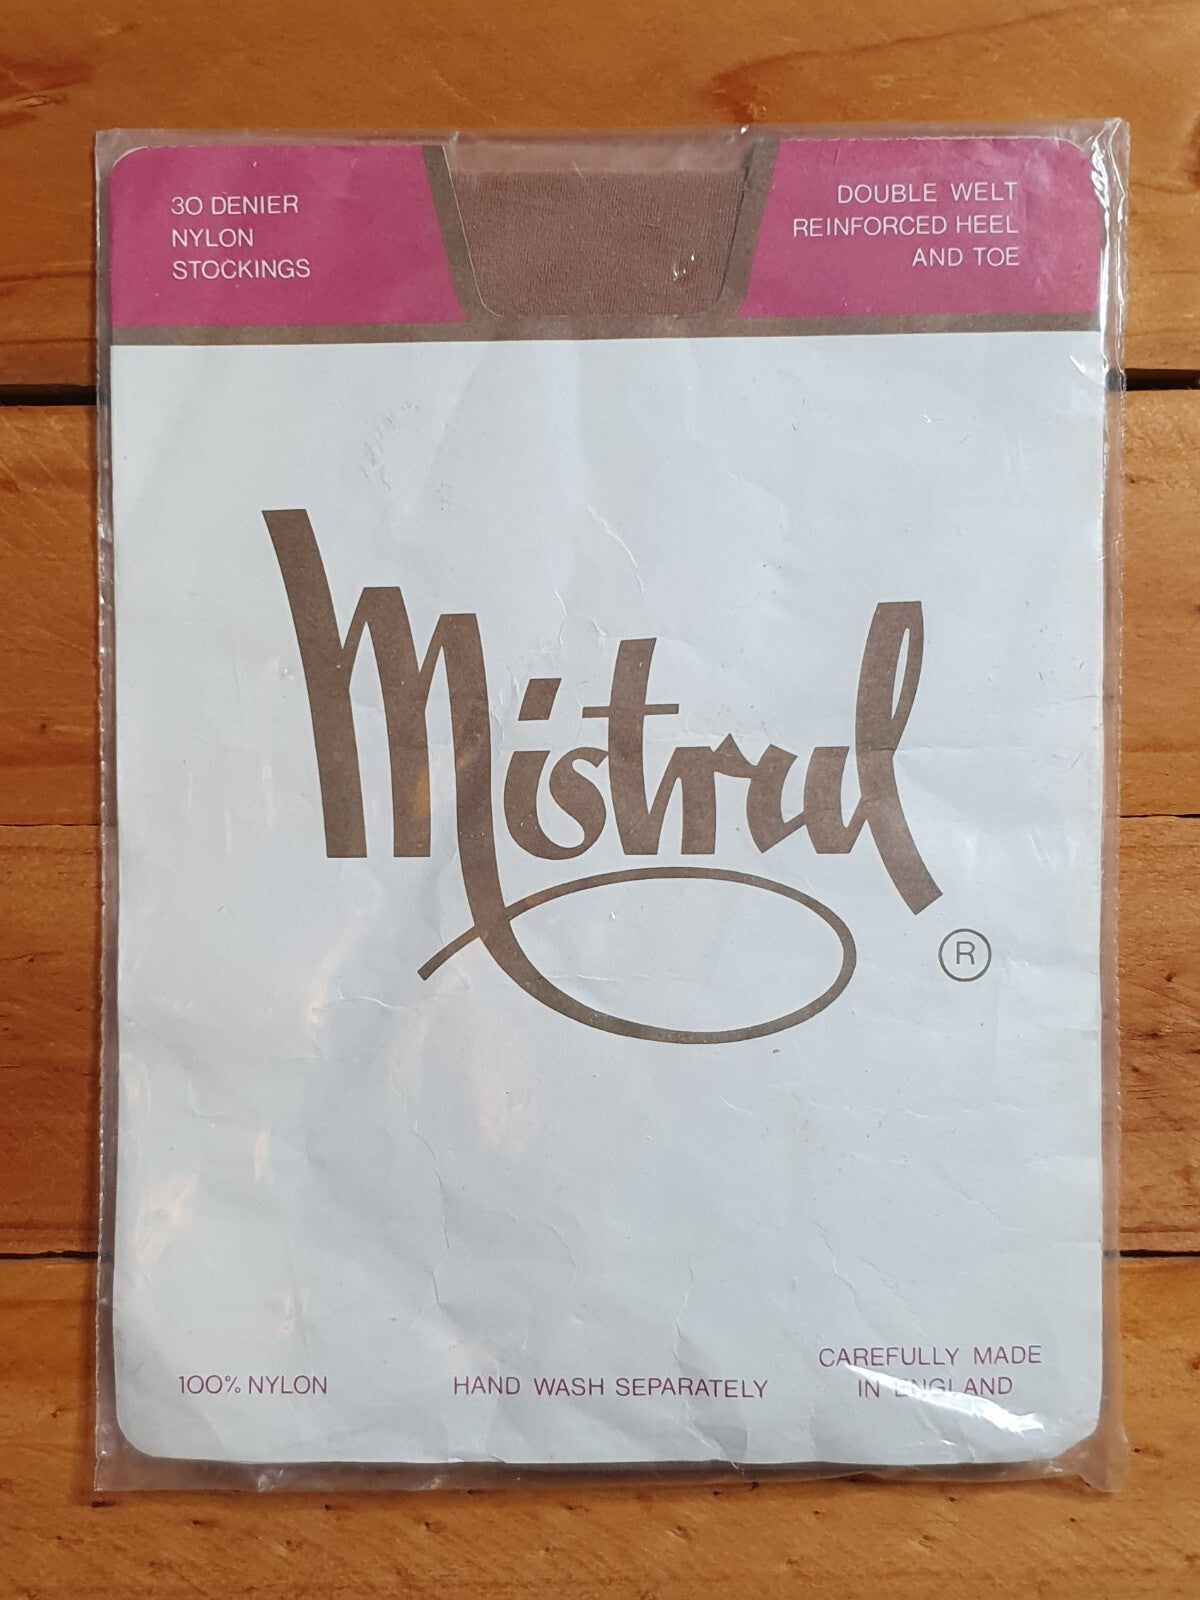 30 DENIER
NYLON
STOCKINGS
DOUBLE WELT
REINFORCED HEEL
AND TOE
Mistral
®
100% NYLON
HAND WASH SEPARATELY
CAREFULLY MADE
IN ENGLAND